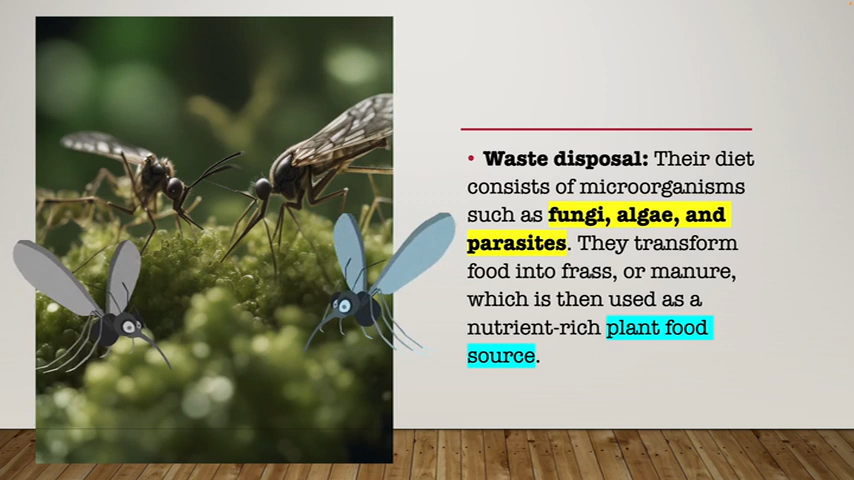 • Waste disposal: Their diet
consists of microorganisms
such as fungi, algae, and
parasites. They transform
food into frass, or manure,
which is then used as a
nutrient-rich plant food
source.